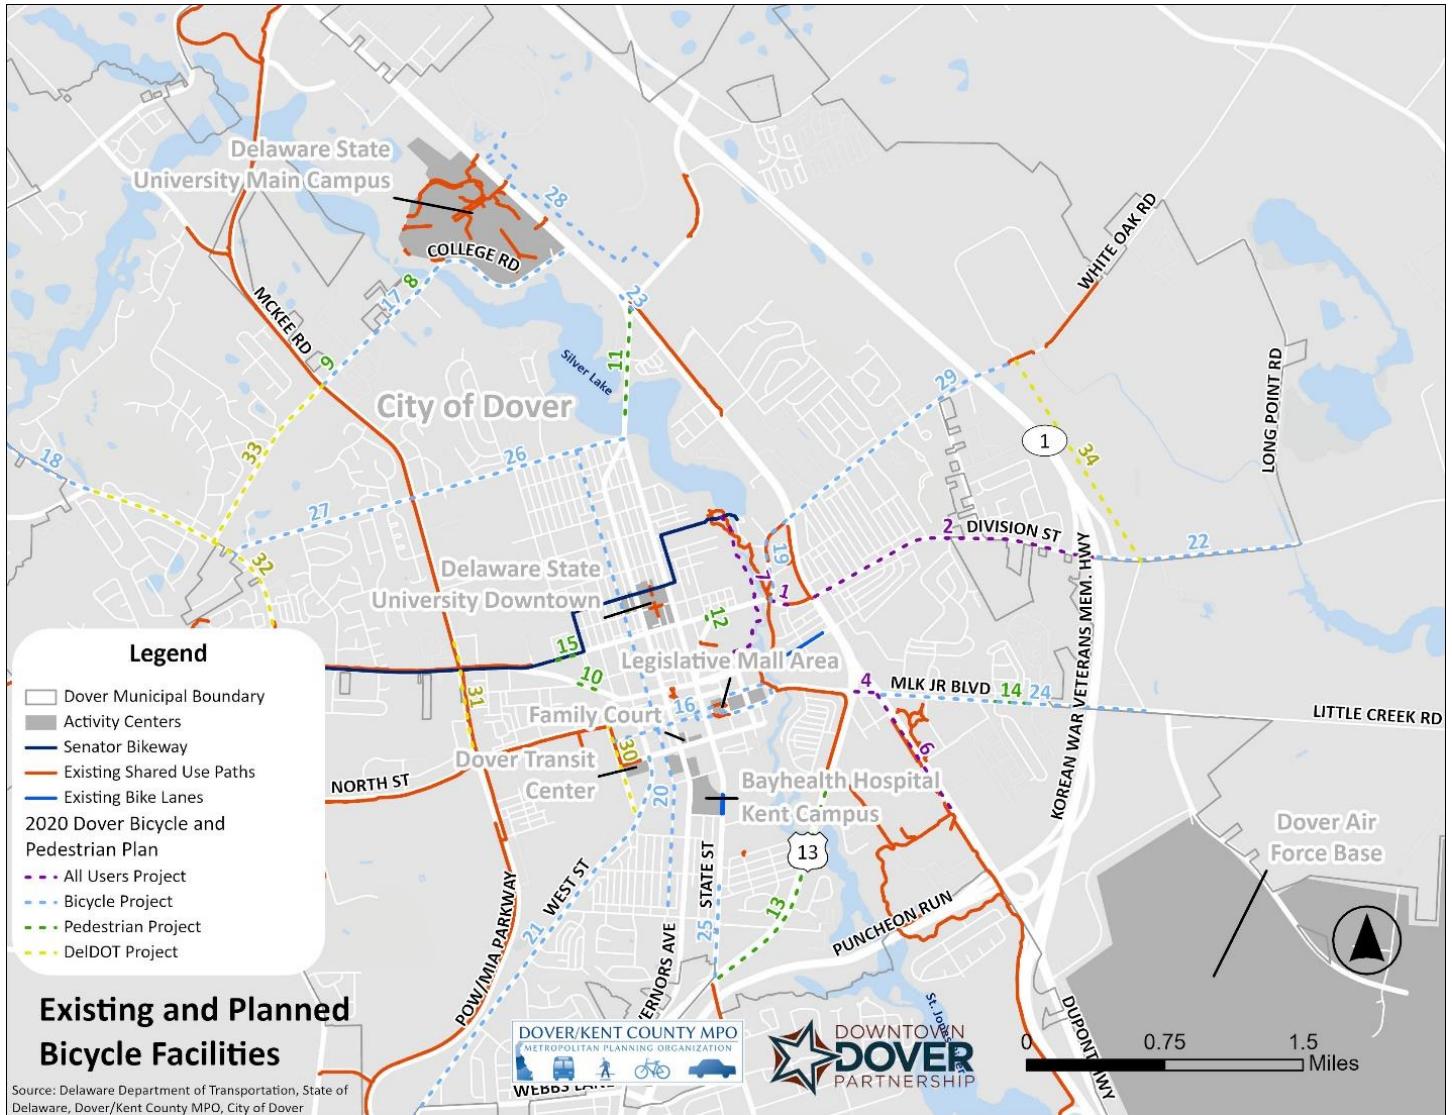 Delaware State
University Main Campus
28
WHITE OAK RD
COLLEGE RD
8
17
23
MCKEE RD
11
Silver Lake
9
29
LONG POINT RD
City of Dover
1
33
34
26
18
27
2
DIVISION ST
22
19
32
Delaware State
University Downtown
7
1
12
15
10
Legislative Mall Area
4
MLK JR BLVD
14
24
LITTLE CREEK RD
KOREAN WAR VETERANS MEM. HWY
31
Family Court
16
30
6
Dover Transit
Center
NORTH ST
20
Bayhealth Hospital
Kent Campus
13
Dover Air
Force Base
STATE ST
WEST ST
13
21
25
PUNCHEON RUN
POW/MIA PARKWAY
VERNORS AVE
St. Jones
DUPONT HWY
WEBBS LAN
Legend
Dover Municipal Boundary
Activity Centers
Senator Bikeway
Existing Shared Use Paths
Existing Bike Lanes
2020 Dover Bicycle and
Pedestrian Plan
All Users Project
Bicycle Project
Pedestrian Project
DelDOT Project
Existing and Planned
Bicycle Facilities
Source: Delaware Department of Transportation, State of
Delaware, Dover/Kent County MPO, City of Dover
DOVER/KENT COUNTY MPO
METROPOLITAN PLANNING ORGANIZATION
DOWNTOWN
DOVER
PARTNERSHIP
0 0.75 1.5
Miles